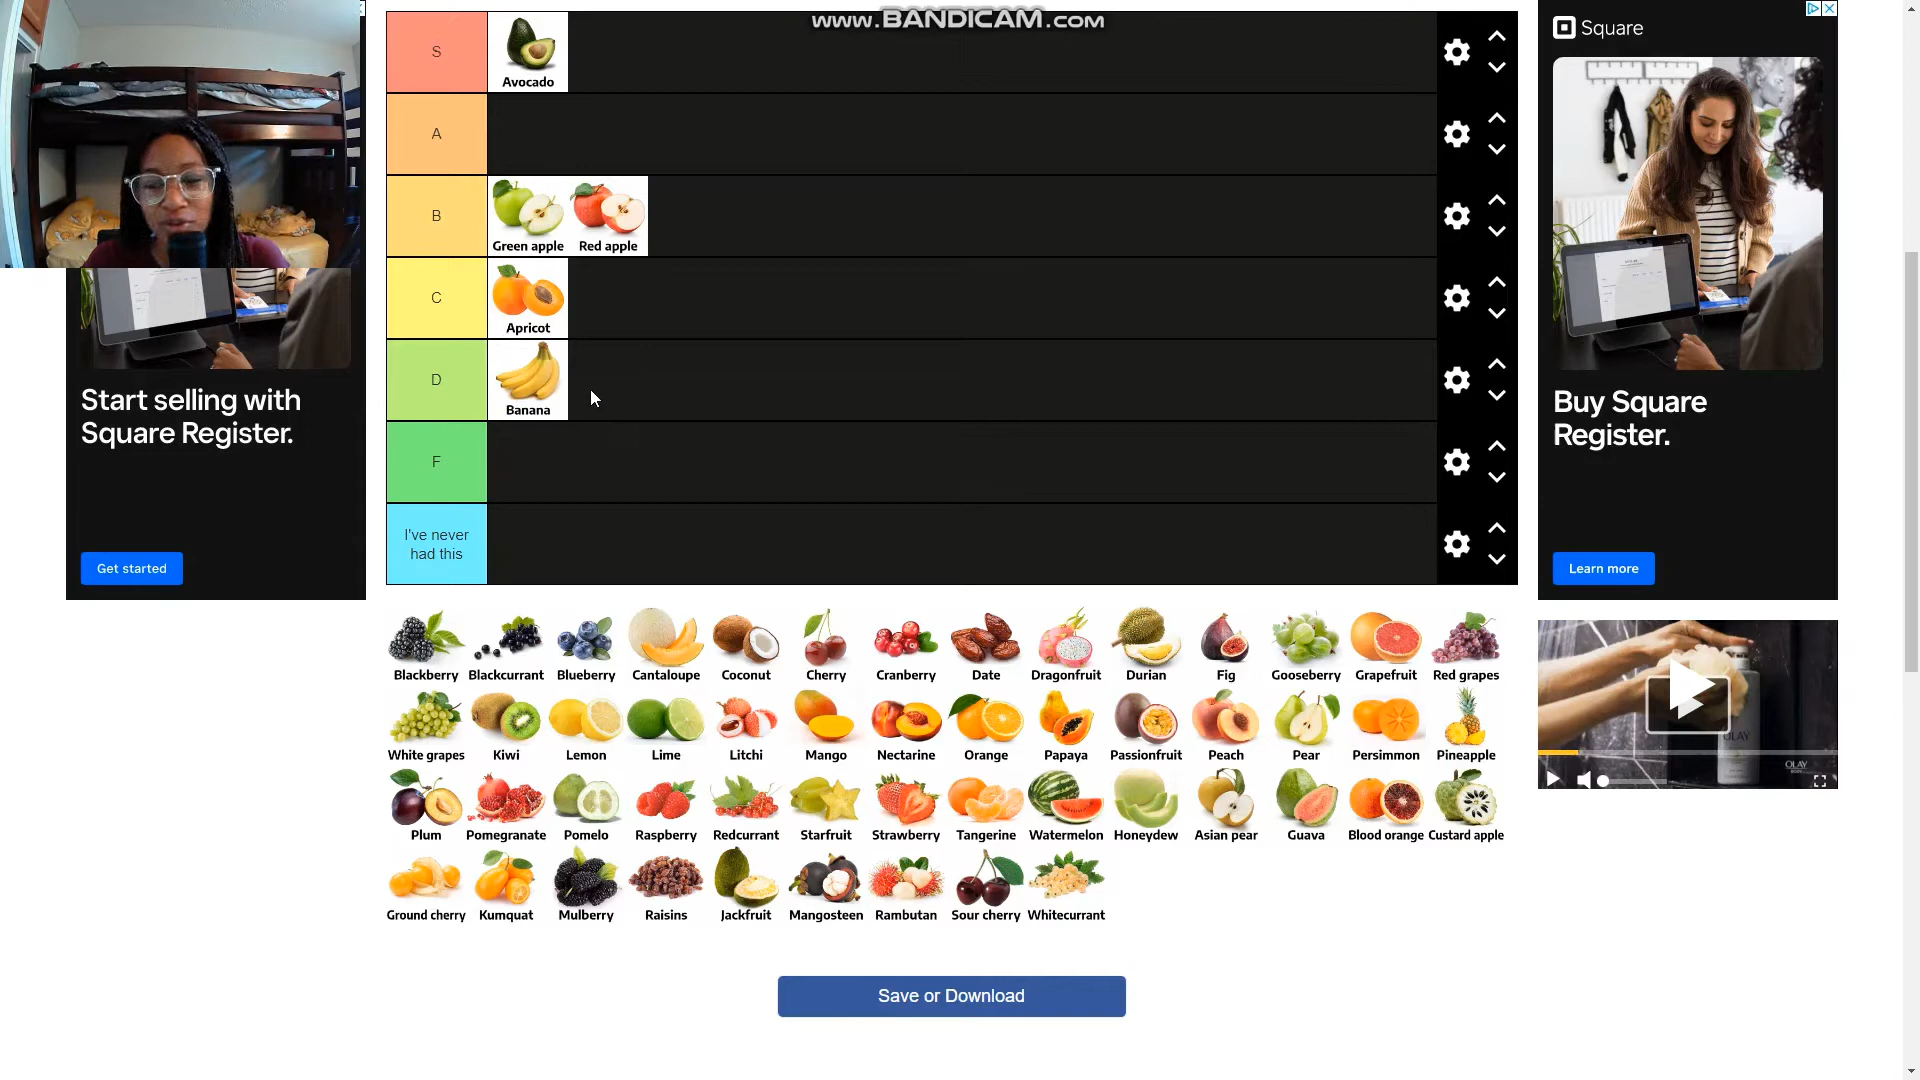 www.BANDICAM.com
S
Avocado
A
B
Green apple Red apple
C
Apricot
D
Banana
F
I've never
had this
Start selling with
Square Register.
Get started
Square
Buy Square
Register.
Learn more
OLAY
OLAY
Blackberry Blackcurrant Blueberry Cantaloupe Coconut Cherry Cranberry Date Dragonfruit Durian Fig Gooseberry Grapefruit Red grapes
White grapes Kiwi Lemon Lime Litchi Mango Nectarine Orange Papaya Passionfruit Peach Pear Persimmon Pineapple
Plum Pomegranate Pomelo Raspberry Redcurrant Starfruit Strawberry Tangerine Watermelon Honeydew Asian pear Guava Blood orange Custard apple
Ground cherry Kumquat Mulberry Raisins Jackfruit Mangosteen Rambutan Sour cherry Whitecurrant
Save or Download